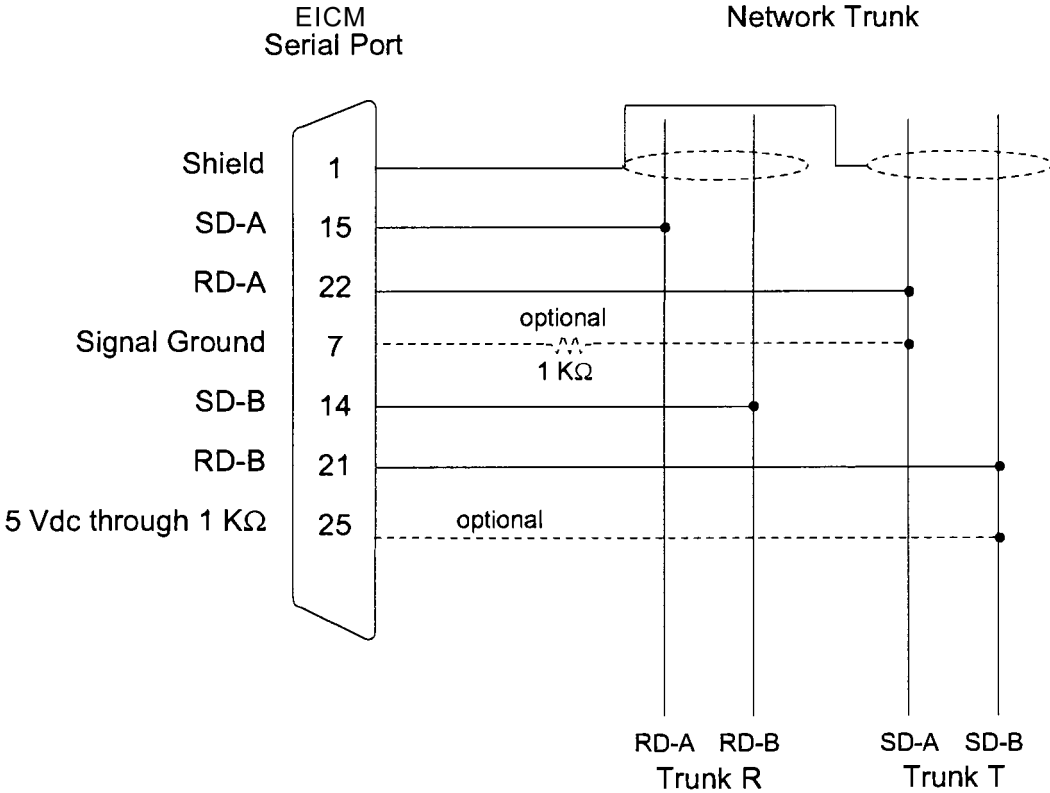 EICM
Serial Port
Network Trunk
Shield 1
SD-A 15
RD-A 22
optional
Signal Ground 7
1 KΩ
SD-B 14
RD-B 21
5 Vdc through 1 KΩ 25 optional
RD-A RD-B SD-A SD-B
Trunk R Trunk T